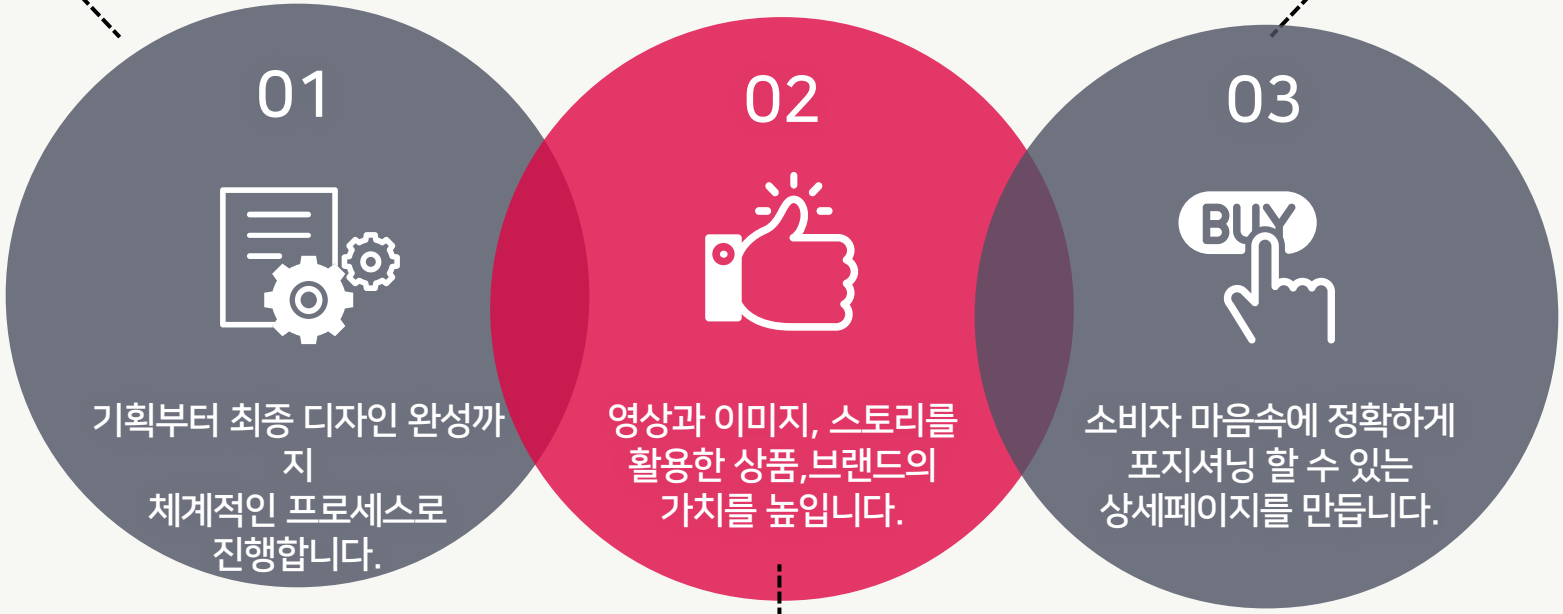 01
기획부터 최종 디자인 완성까
지
체계적인 프로세스로
진행합니다.
02
영상과 이미지, 스토리를
활용한 상품,브랜드의
가치를 높입니다.
03
BUY
소비자 마음속에 정확하게
포지셔닝 할 수 있는
상세페이지를 만듭니다.